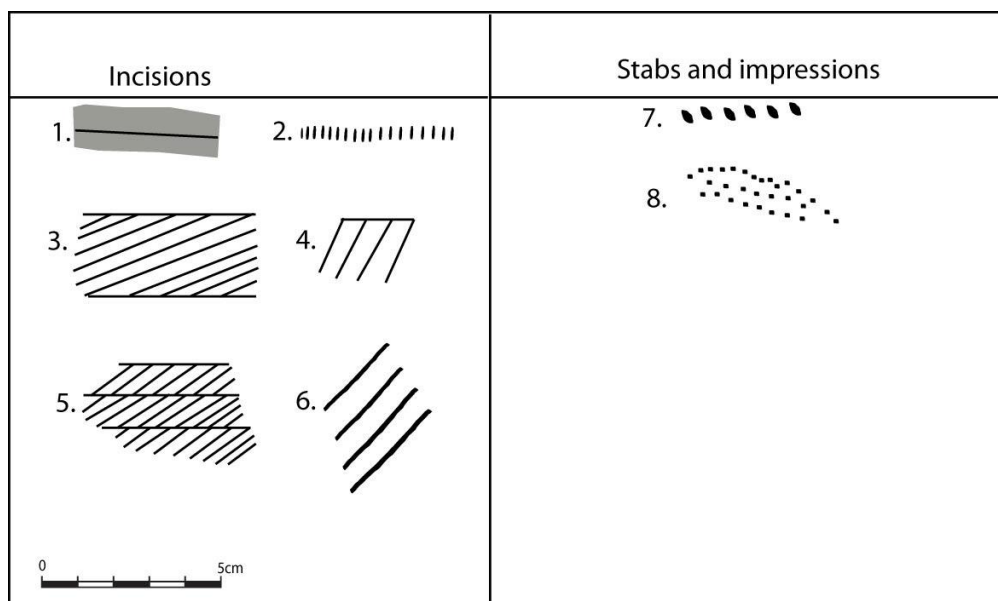 Incisions
Stabs and impressions
1.
2.
7.
8.
3.
4.
5.
6.
0 5cm